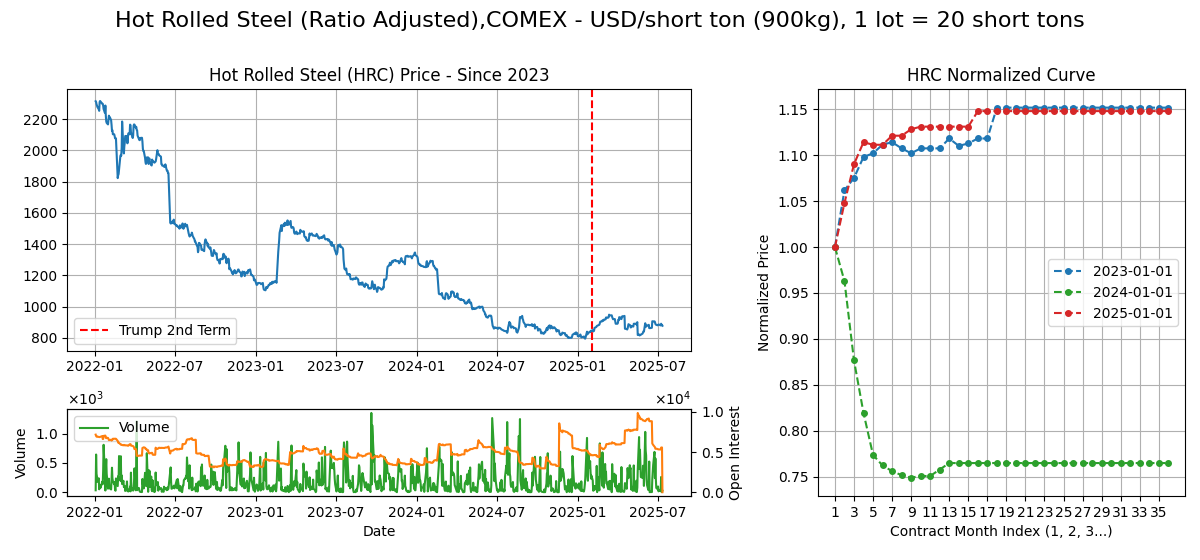 Hot Rolled Steel (Ratio Adjusted),COMEX - USD/short ton (900kg), 1 lot = 20 short tons
Hot Rolled Steel (HRC) Price - Since 2023
2200
2000
1800
1600
1400
1200
1000
800
Trump 2nd Term
2022-01 2022-07 2023-01 2023-07 2024-01 2024-07 2025-01 2025-07
×10³
×10⁴
Volume
1.0
0.5
0.0
Volume
1.0
0.5
0.0
Open Interest
2022-01 2022-07 2023-01 2023-07 2024-01 2024-07 2025-01 2025-07
Date
HRC Normalized Curve
1.15
1.10
1.05
1.00
0.95
0.90
0.85
0.80
0.75
Normalized Price
2023-01-01
2024-01-01
2025-01-01
1 3 5 7 9 11 13 15 17 19 21 23 25 27 29 31 33 35
Contract Month Index (1, 2, 3...)